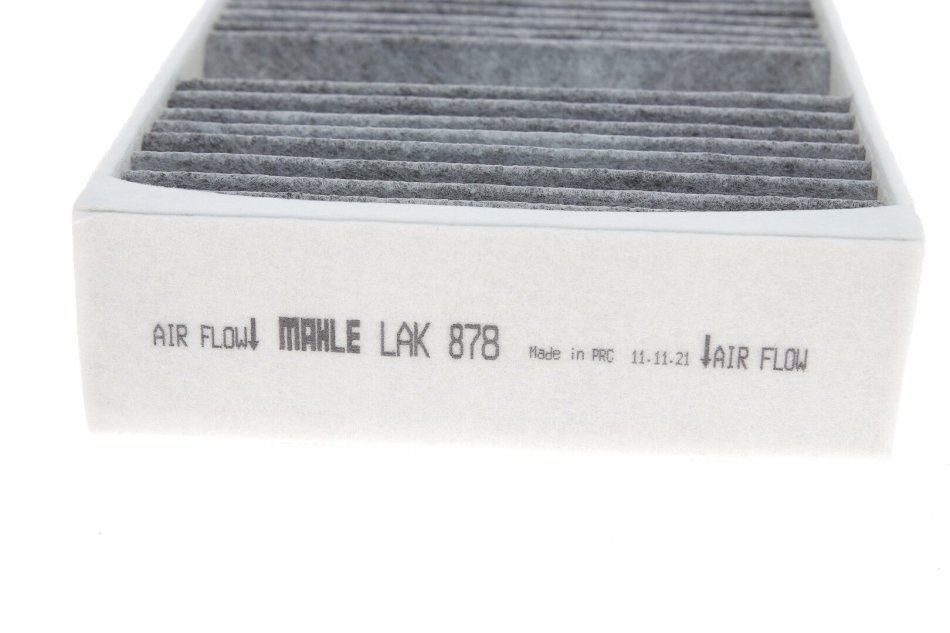 AIR FLOW↓ MAHLE LAK 878 Made in PRC 11.11.21 ↓AIR FLOW